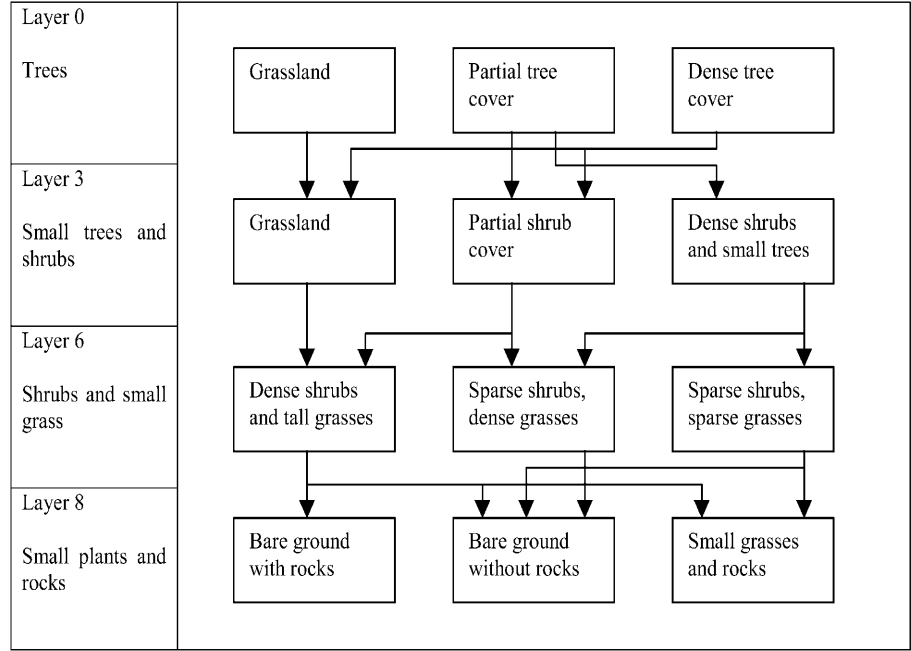 Layer 0
Trees
Grassland
Partial tree
cover
Dense tree
cover
Layer 3
Small trees and
shrubs
Grassland
Partial shrub
cover
Dense shrubs
and small trees
Layer 6
Shrubs and small
grass
Dense shrubs
and tall grasses
Sparse shrubs,
dense grasses
Sparse shrubs,
sparse grasses
Layer 8
Small plants and
rocks
Bare ground
with rocks
Bare ground
without rocks
Small grasses
and rocks